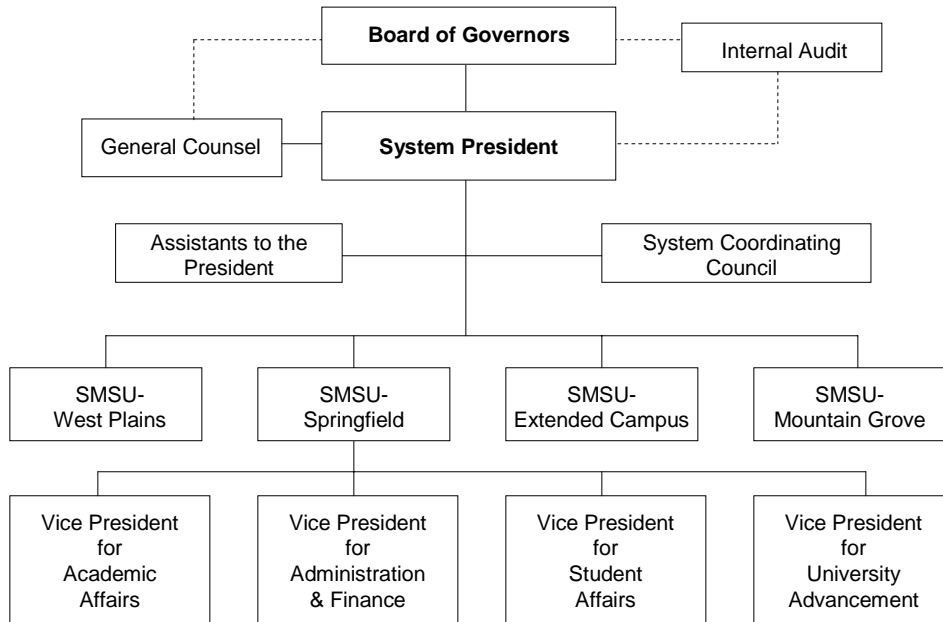 Board of Governors
Internal Audit
General Counsel
System President
Assistants to the
President
System Coordinating
Council
SMSU-
West Plains
SMSU-
Springfield
SMSU-
Extended Campus
SMSU-
Mountain Grove
Vice President
for
Academic
Affairs
Vice President
for
Administration
& Finance
Vice President
for
Student
Affairs
Vice President
for
University
Advancement